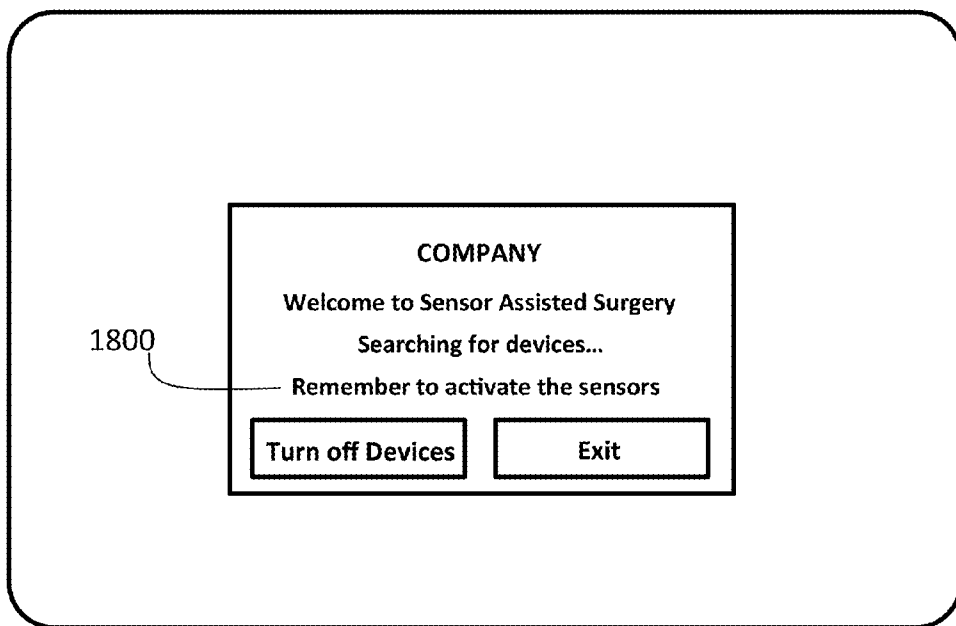 COMPANY
Welcome to Sensor Assisted Surgery
Searching for devices...
1800
Remember to activate the sensors
Turn off Devices
Exit